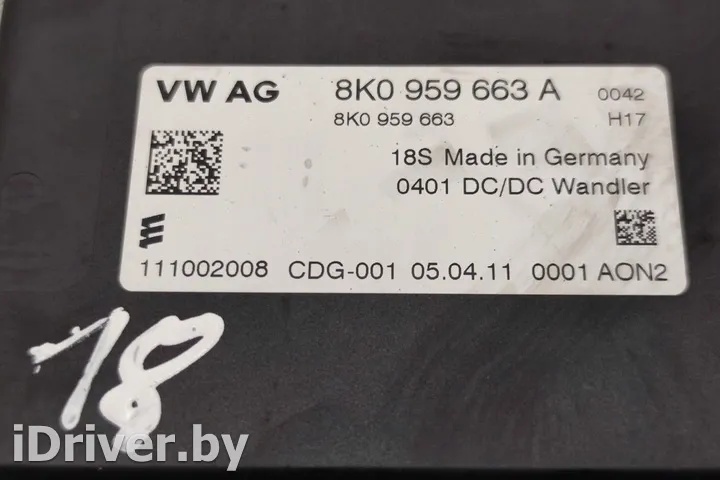 VW AG 8K0 959 663 A 0042
8K0 959 663 H17
18S Made in Germany
0401 DC/DC Wandler
111002008 CDG-001 05.04.11 0001 AON2
18
iDriver.by